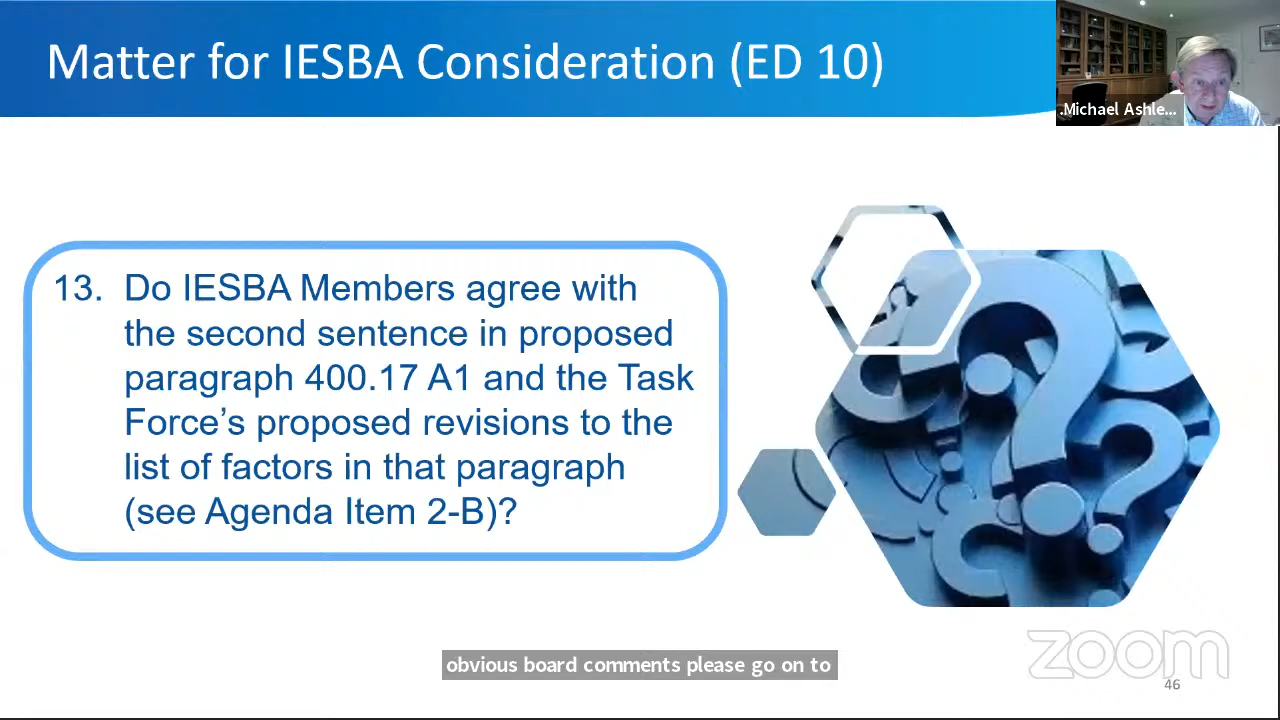 Matter for IESBA Consideration (ED 10)
.Michael Ashle...
13. Do IESBA Members agree with
the second sentence in proposed
paragraph 400.17 A1 and the Task
Force’s proposed revisions to the
list of factors in that paragraph
(see Agenda Item 2-B)?
obvious board comments please go on to
zoom
46